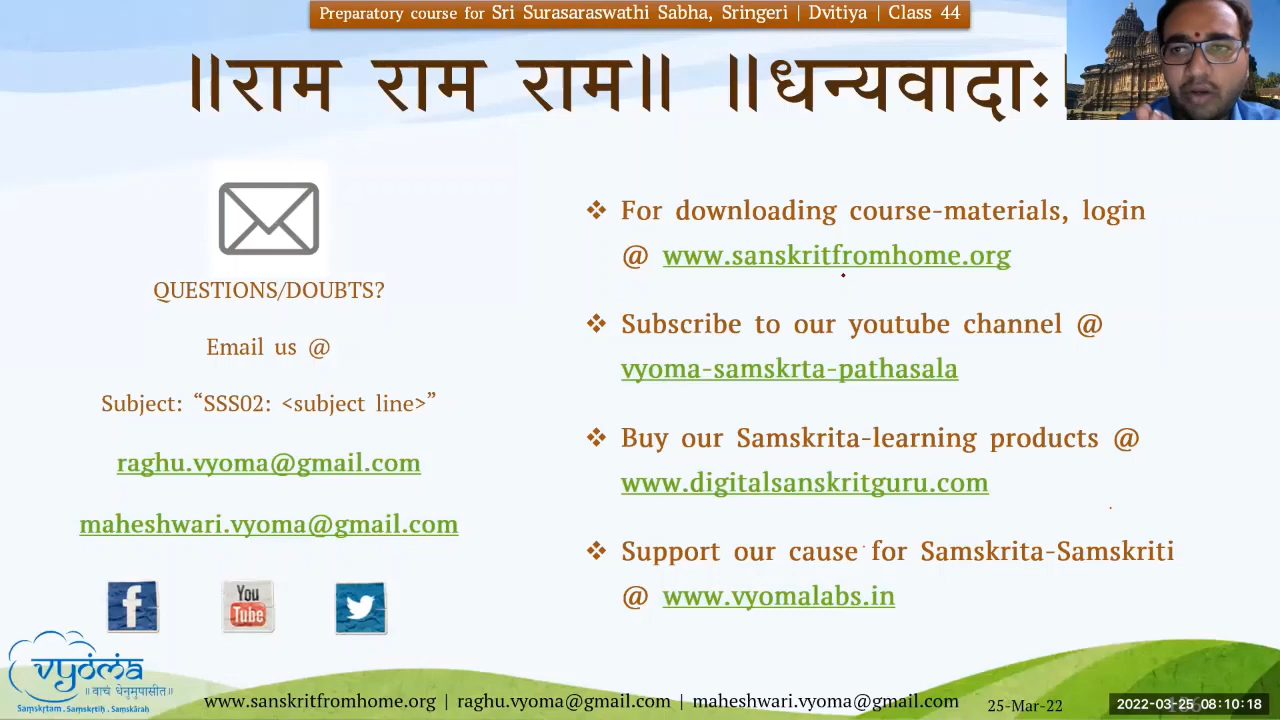 Preparatory course for Sri Surasaraswathi Sabha, Sringeri | Dvitiya | Class 44
॥राम राम राम॥ ॥धन्यवादाः
QUESTIONS/DOUBTS?
Email us @
Subject: “SSS02: <subject line>”
raghu.vyoma@gmail.com
maheshwari.vyoma@gmail.com
f
You
Tube
❖ For downloading course-materials, login
@ www.sanskritfromhome.org
❖ Subscribe to our youtube channel @
vyoma-samskrta-pathasala
❖ Buy our Samskrita-learning products @
www.digitalsanskritguru.com
❖ Support our cause for Samskrita-Samskriti
@ www.vyomalabs.in
vyoma
॥वाचं धेनुमुपासीत॥
Saṃskṛtam . Saṃskṛtiḥ . Saṃskārāḥ
www.sanskritfromhome.org | raghu.vyoma@gmail.com | maheshwari.vyoma@gmail.com
25-Mar-22
2022-03-25 08:10:18